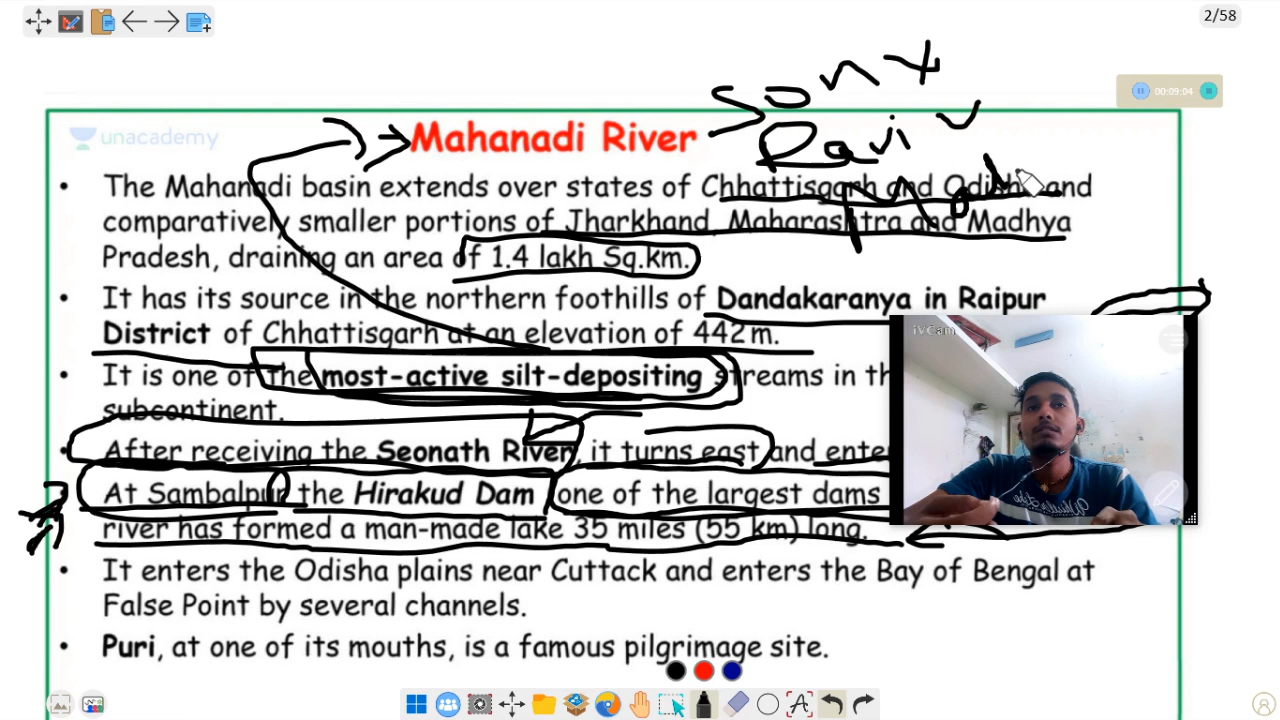 2/58
Son
00:09:04
unacademy
Mahanadi River
Ravi
The Mahanadi basin extends over states of Chhattisgarh and Odisha and
comparatively smaller portions of Jharkhand, Maharashtra and Madhya
Pradesh, draining an area of 1.4 lakh Sq.km.
It has its source in the northern foothills of Dandakaranya in Raipur
District of Chhattisgarh at an elevation of 442 m.
iVCam
It is one of the most-active silt-depositing streams in th
subcontinent.
After receiving the Seonath River, it turns east and enter
At Sambalpur the Hirakud Dam one of the largest dams
river has formed a man-made lake 35 miles (55 km) long.
It enters the Odisha plains near Cuttack and enters the Bay of Bengal at
False Point by several channels.
Puri, at one of its mouths, is a famous pilgrimage site.